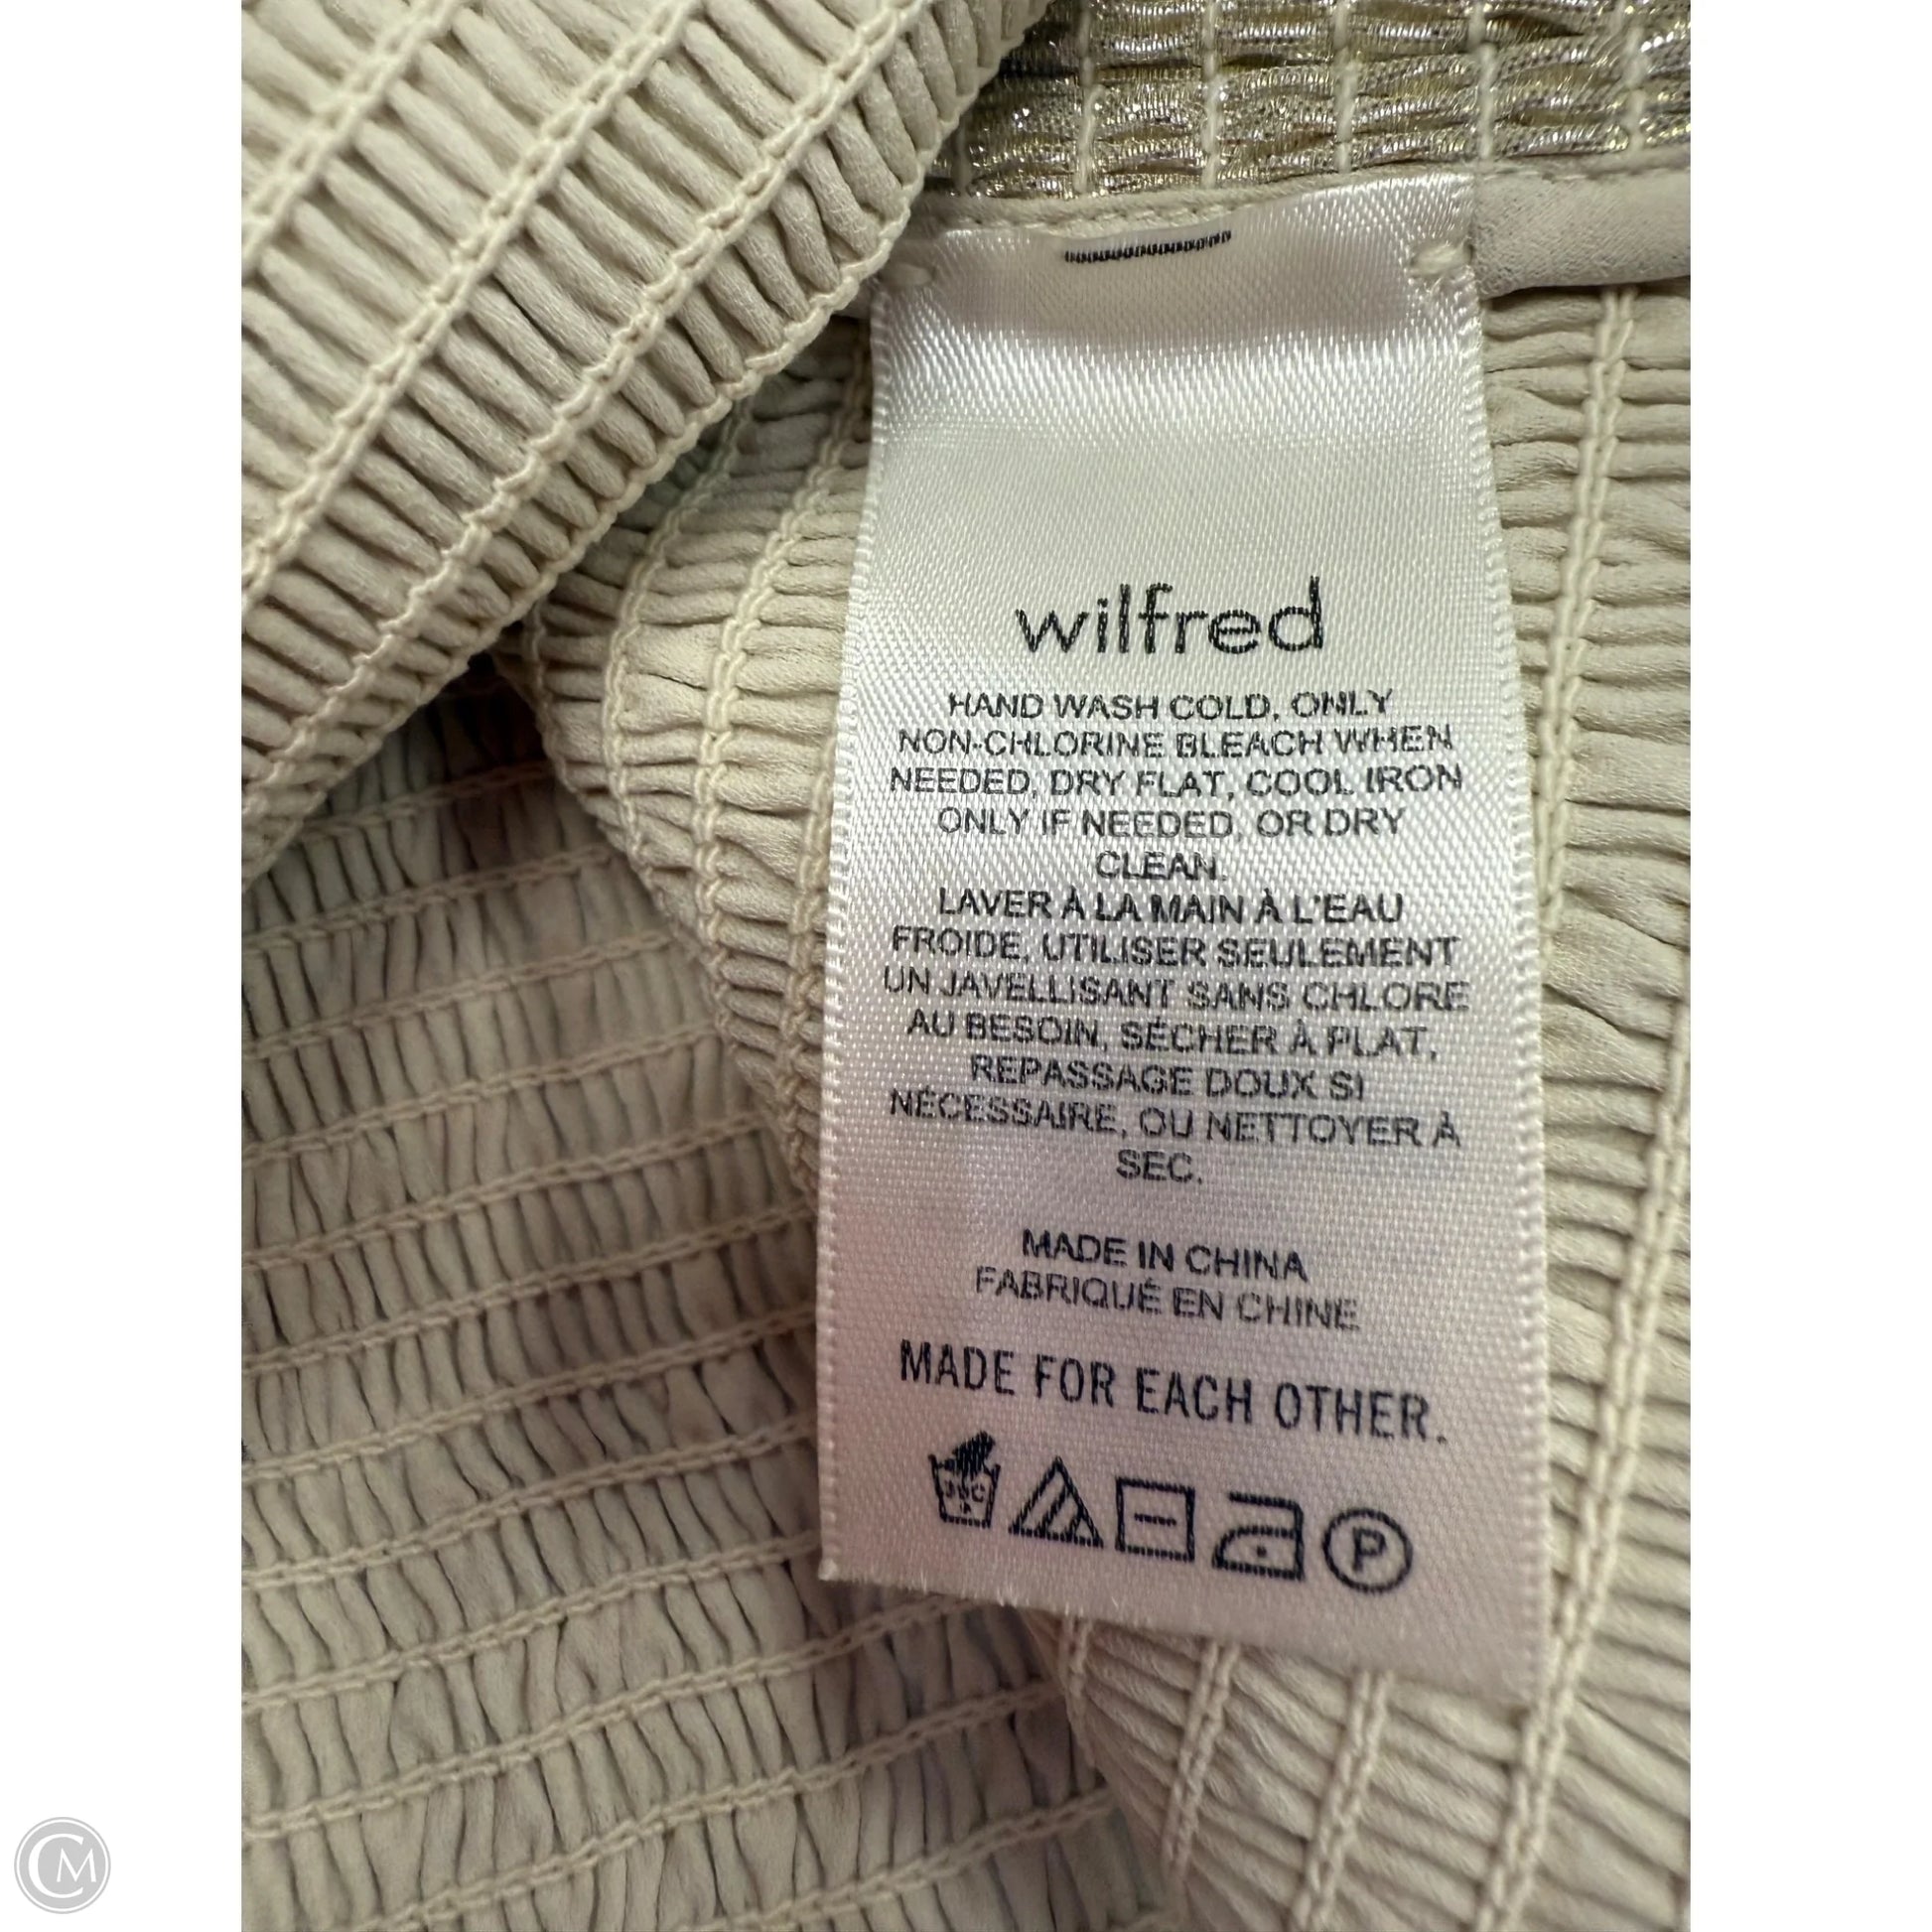 wilfred
HAND WASH COLD, ONLY
NON-CHLORINE BLEACH WHEN
NEEDED, DRY FLAT, COOL IRON
ONLY IF NEEDED, OR DRY
CLEAN.
LAVER À LA MAIN À L'EAU
FROIDE, UTILISER SEULEMENT
UN JAVELLISANT SANS CHLORE
AU BESOIN, SÉCHER À PLAT,
REPASSAGE DOUX SI
NÉCESSAIRE, OU NETTOYER À
SEC.
MADE IN CHINA
FABRIQUÉ EN CHINE
MADE FOR EACH OTHER.
P
CM